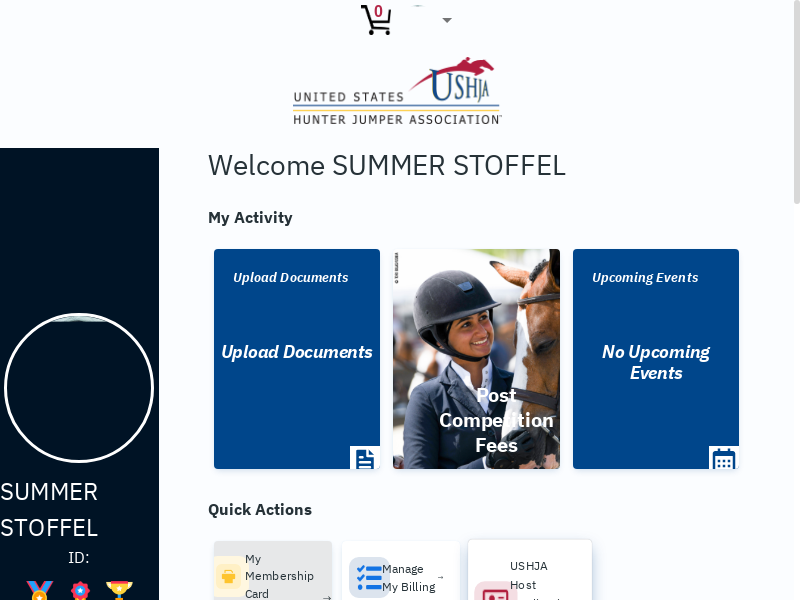 0
USHJA
UNITED STATES
HUNTER JUMPER ASSOCIATION
Welcome SUMMER STOFFEL
My Activity
Upload Documents
Upload Documents
Post
Competition
Fees
Upcoming Events
No Upcoming
Events
SUMMER
STOFFEL
ID:
Quick Actions
My
Membership
Card
→
Manage
My Billing
→
USHJA
Host